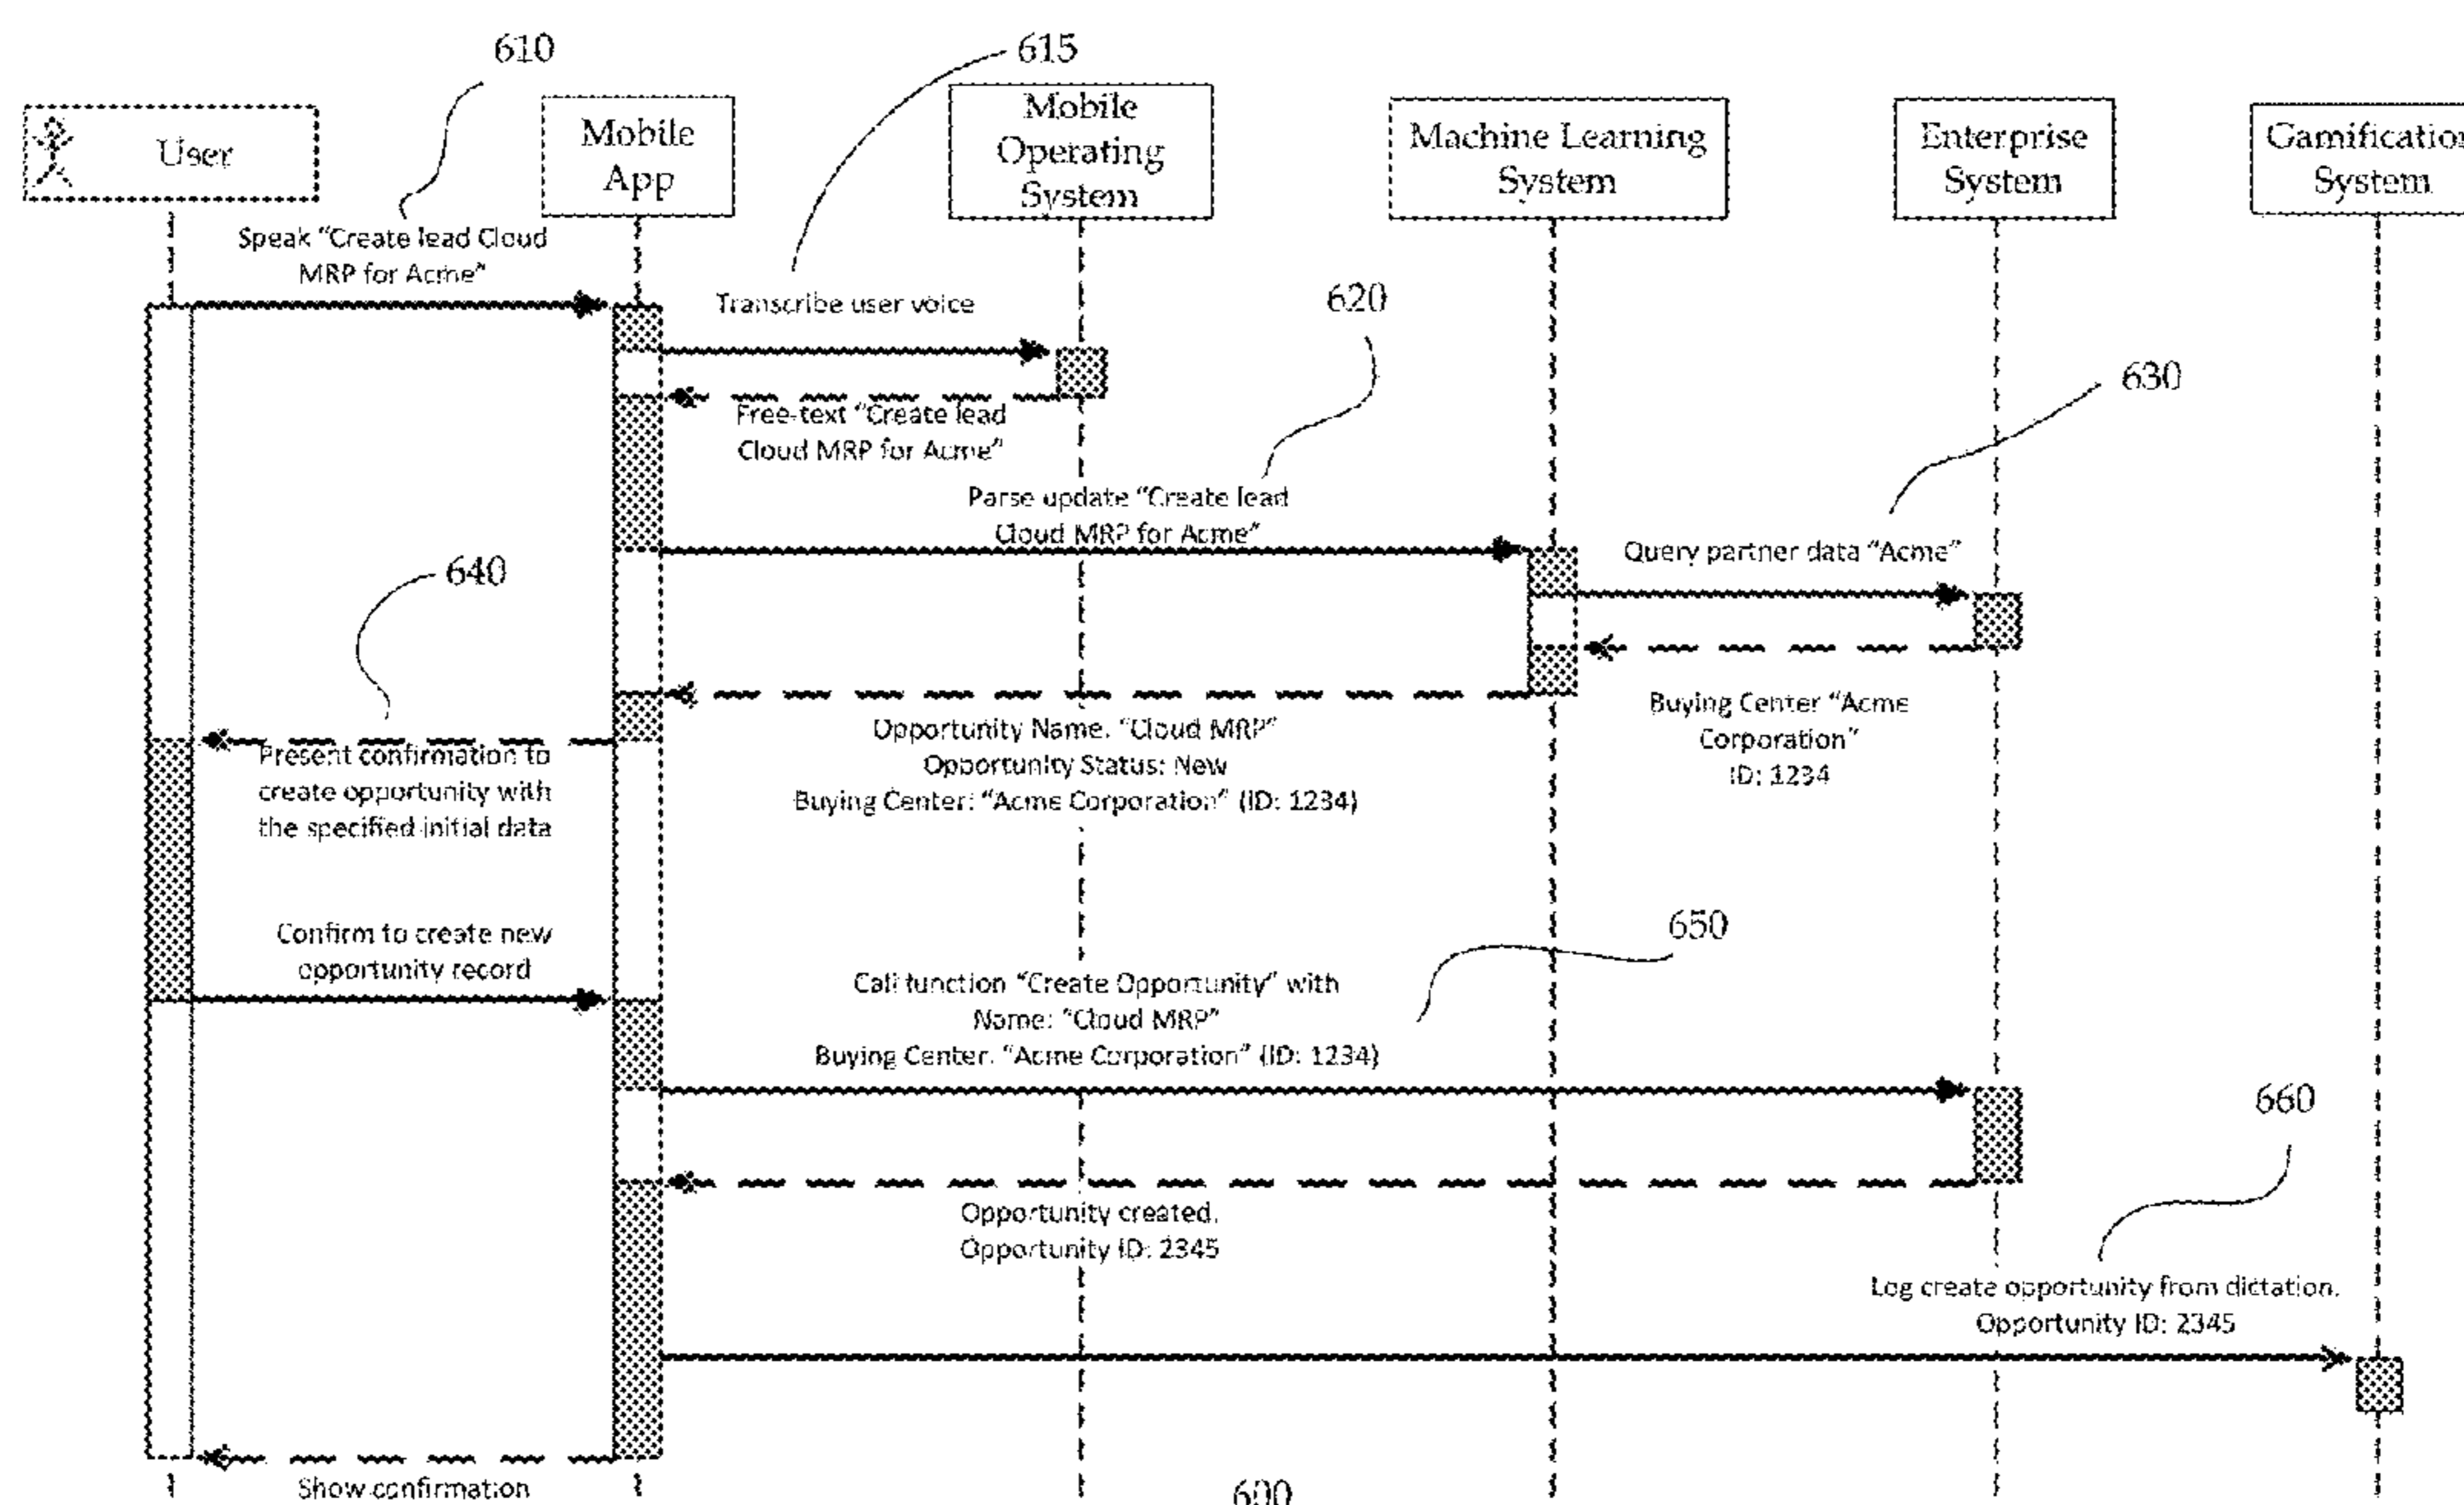 610
615
User
Mobile
App
Mobile
Operating
System
Machine Learning
System
Enterprise
System
Gamification
System
Speak "Create lead Cloud
MRP for Acme"
Transcribe user voice
620
630
Free-text "Create lead
Cloud MRP for Acme"
Parse update "Create lead
Cloud MRP for Acme"
Query partner data "Acme"
640
Buying Center "Acme
Corporation"
ID: 1234
Opportunity Name. "Cloud MRP"
Opportunity Status: New
Buying Center: "Acme Corporation" (ID: 1234)
Present confirmation to
create opportunity with
the specified initial data
Confirm to create new
opportunity record
650
Call function "Create Opportunity" with
Name: "Cloud MRP"
Buying Center. "Acme Corporation" (ID: 1234)
660
Opportunity created.
Opportunity ID: 2345
Log create opportunity from dictation.
Opportunity ID: 2345
Show confirmation
600